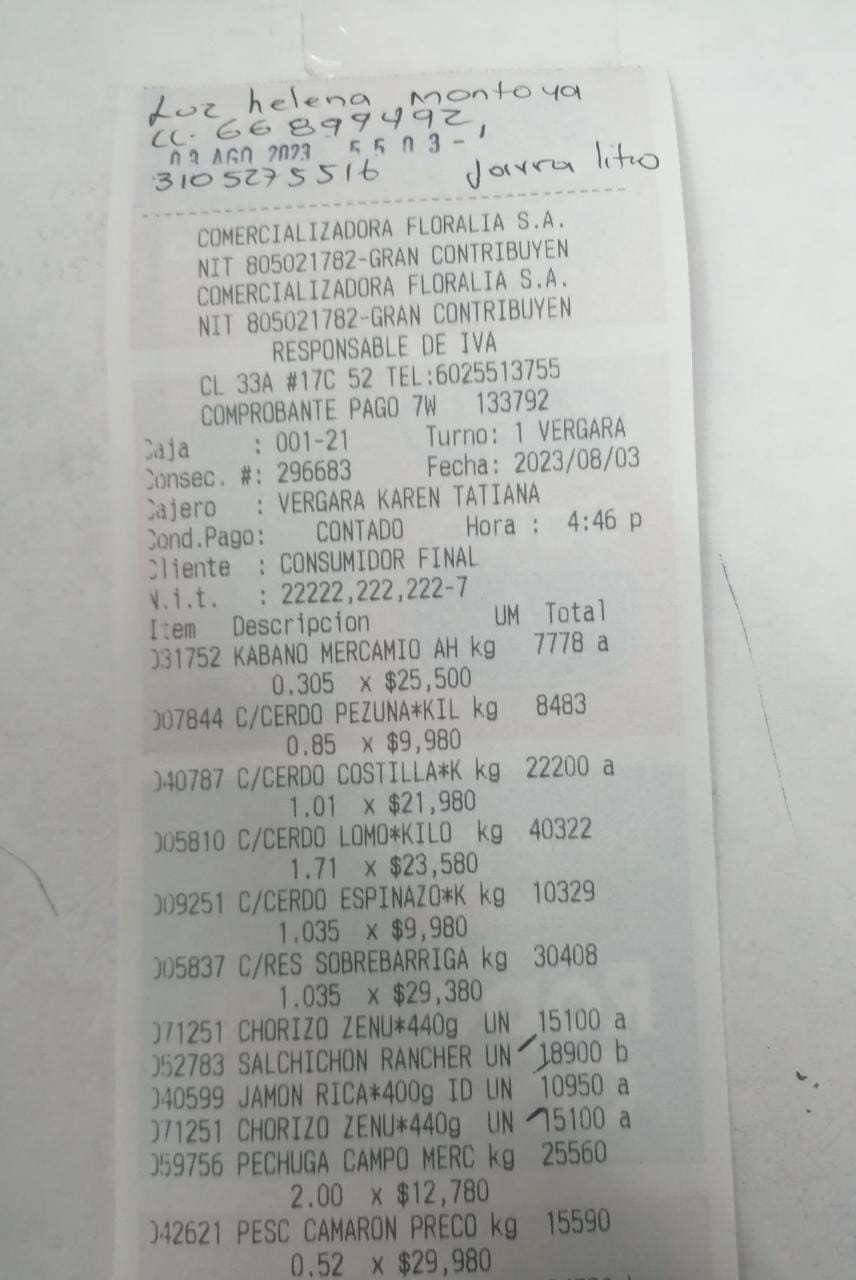 Luz helena Montoya
CC. 66899492,
03 AGO 2023 5503-
3105275516 Jarra litro
COMERCIALIZADORA FLORALIA S.A.
NIT 805021782-GRAN CONTRIBUYEN
COMERCIALIZADORA FLORALIA S.A.
NIT 805021782-GRAN CONTRIBUYEN
RESPONSABLE DE IVA
CL 33A #17C 52 TEL:6025513755
COMPROBANTE PAGO 7W 133792
Caja : 001-21 Turno: 1 VERGARA
Consec. #: 296683 Fecha: 2023/08/03
Cajero : VERGARA KAREN TATIANA
Cond.Pago: CONTADO Hora : 4:46 p
Cliente : CONSUMIDOR FINAL
N.i.t. : 22222,222,222-7
Item Descripcion UM Total
031752 KABANO MERCAMIO AH kg 7778 a
0.305 x $25,500
007844 C/CERDO PEZUNA*KIL kg 8483
0.85 x $9,980
040787 C/CERDO COSTILLA*K kg 22200 a
1.01 x $21,980
005810 C/CERDO LOMO*KILO kg 40322
1.71 x $23,580
009251 C/CERDO ESPINAZO*K kg 10329
1.035 x $9,980
005837 C/RES SOBREBARRIGA kg 30408
1.035 x $29,380
071251 CHORIZO ZENU*440g UN 15100 a
052783 SALCHICHON RANCHER UN 18900 b
040599 JAMON RICA*400g ID UN 10950 a
071251 CHORIZO ZENU*440g UN 15100 a
059756 PECHUGA CAMPO MERC kg 25560
2.00 x $12,780
042621 PESC CAMARON PRECO kg 15590
0.52 x $29,980